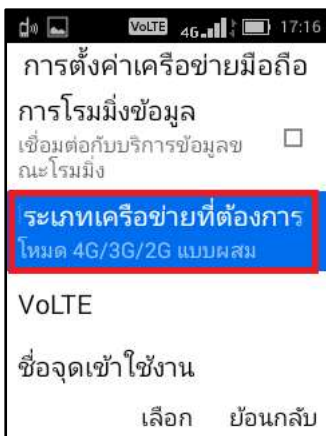 VoLTE 4G 17:16
การตั้งค่าเครือข่ายมือถือ
การโรมมิ่งข้อมูล
เชื่อมต่อกับบริการข้อมูลข
ณะโรมมิ่ง
ระเภทเครือข่ายที่ต้องการ
โหมด 4G/3G/2G แบบผสม
VoLTE
ชื่อจุดเข้าใช้งาน
เลือก ย้อนกลับ